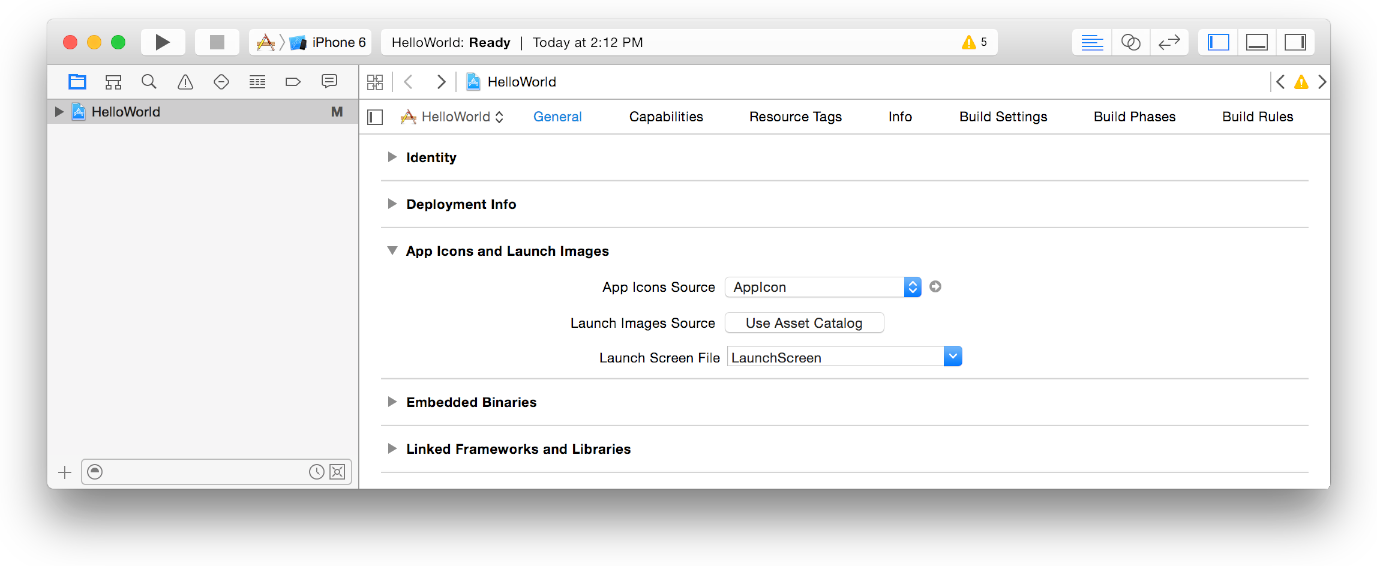 iPhone 6
HelloWorld: Ready | Today at 2:12 PM
5
HelloWorld
HelloWorld M
HelloWorld General Capabilities Resource Tags Info Build Settings Build Phases Build Rules
Identity
Deployment Info
App Icons and Launch Images
App Icons Source AppIcon
Launch Images Source Use Asset Catalog
Launch Screen File LaunchScreen
Embedded Binaries
Linked Frameworks and Libraries